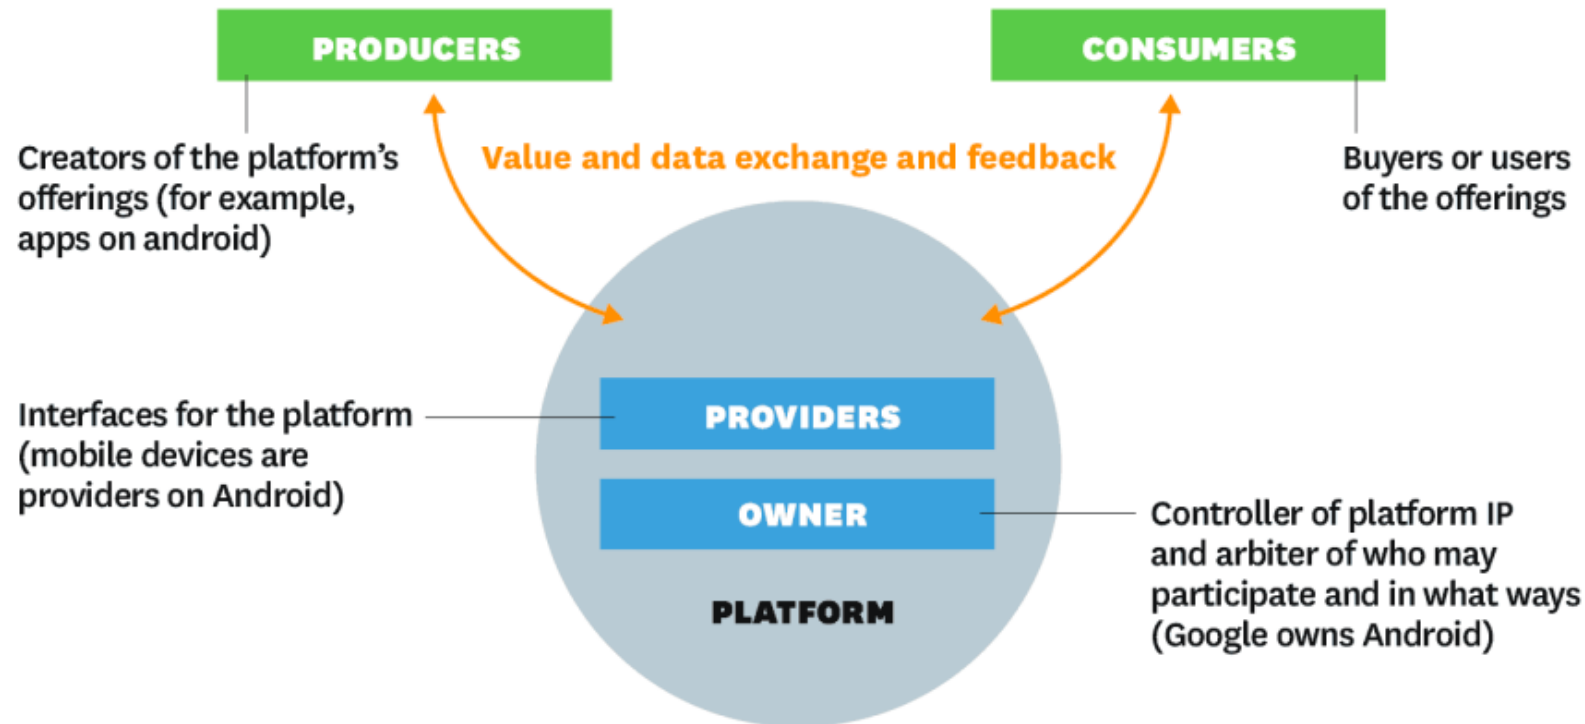 PRODUCERS
CONSUMERS
Creators of the platform’s
offerings (for example,
apps on android)
Value and data exchange and feedback
Buyers or users
of the offerings
Interfaces for the platform
(mobile devices are
providers on Android)
PROVIDERS
OWNER
Controller of platform IP
and arbiter of who may
participate and in what ways
(Google owns Android)
PLATFORM